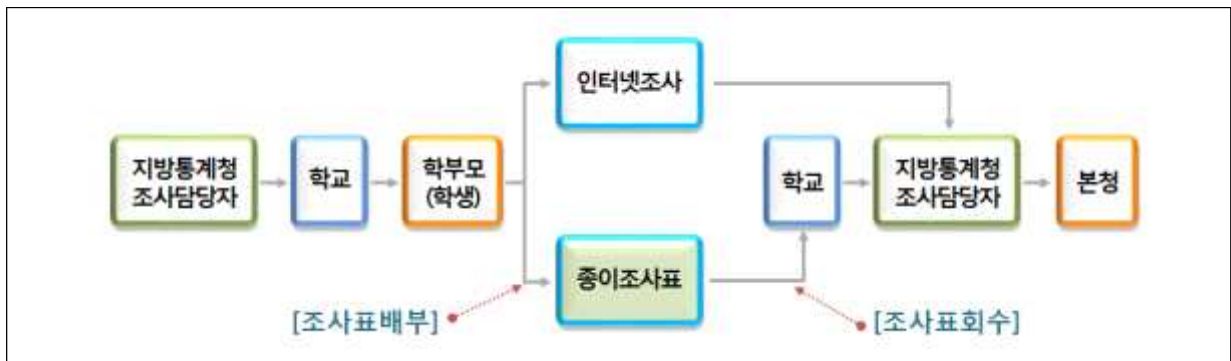 인터넷조사
지방통계청
조사담당자
학교
학부모
(학생)
학교
지방통계청
조사담당자
본청
종이조사표
[조사표배부]
[조사표회수]